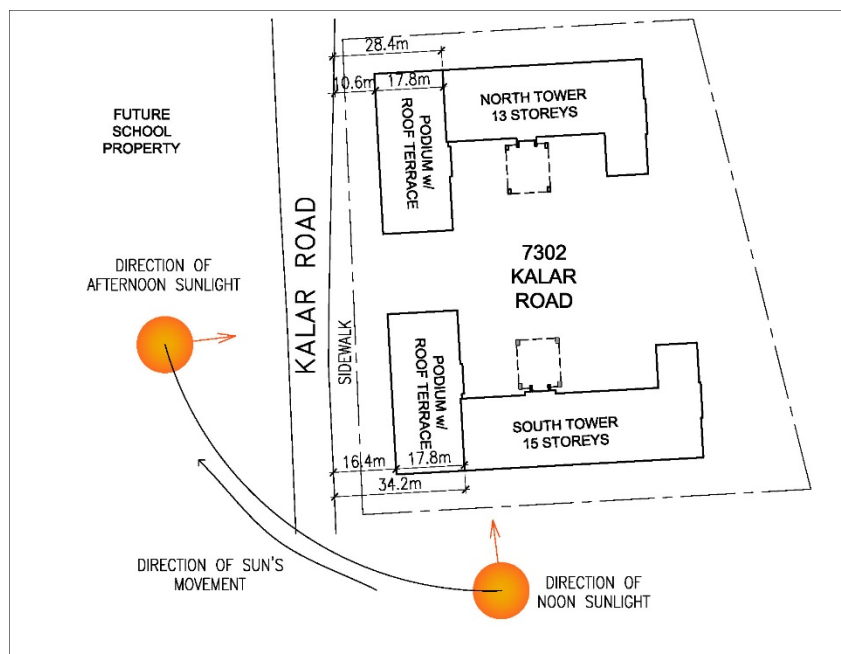 28.4m
10.6m
17.8m
FUTURE
SCHOOL
PROPERTY
NORTH TOWER
13 STOREYS
PODIUM w/
ROOF TERRACE
KALAR ROAD
SIDEWALK
7302
KALAR
ROAD
DIRECTION OF
AFTERNOON SUNLIGHT
PODIUM w/
ROOF TERRACE
SOUTH TOWER
15 STOREYS
16.4m
17.8m
34.2m
DIRECTION OF SUN'S
MOVEMENT
DIRECTION OF
NOON SUNLIGHT